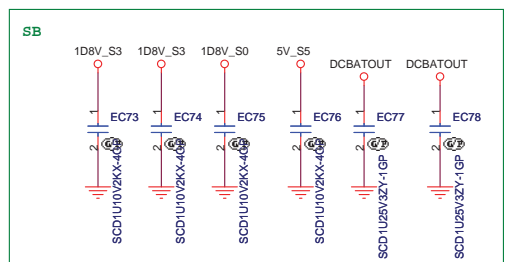 SB
1D8V_S3
1D8V_S3
1D8V_S0
5V_S5
DCBATOUT
DCBATOUT
1
EC73
2
SCD1U10V2KX-4GP
1
EC74
2
SCD1U10V2KX-4GP
1
EC75
2
SCD1U10V2KX-4GP
1
EC76
2
SCD1U10V2KX-4GP
1
EC77
2
SCD1U25V3ZY-1GP
1
EC78
2
SCD1U25V3ZY-1GP